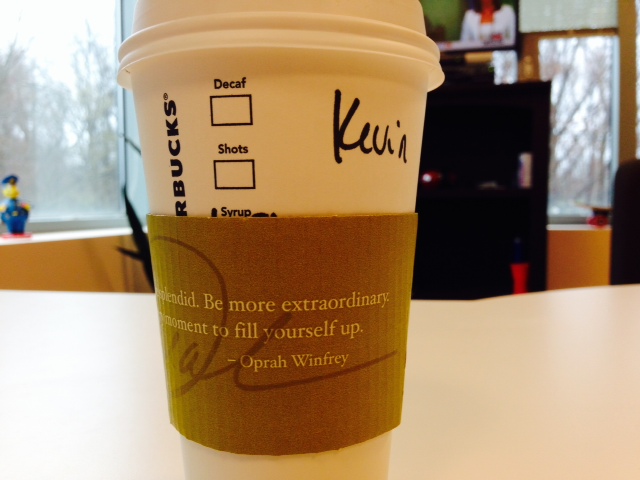 Decaf
Kevin
RBUCKS®
Shots
Syrup
splendid. Be more extraordinary.
moment to fill yourself up.
– Oprah Winfrey